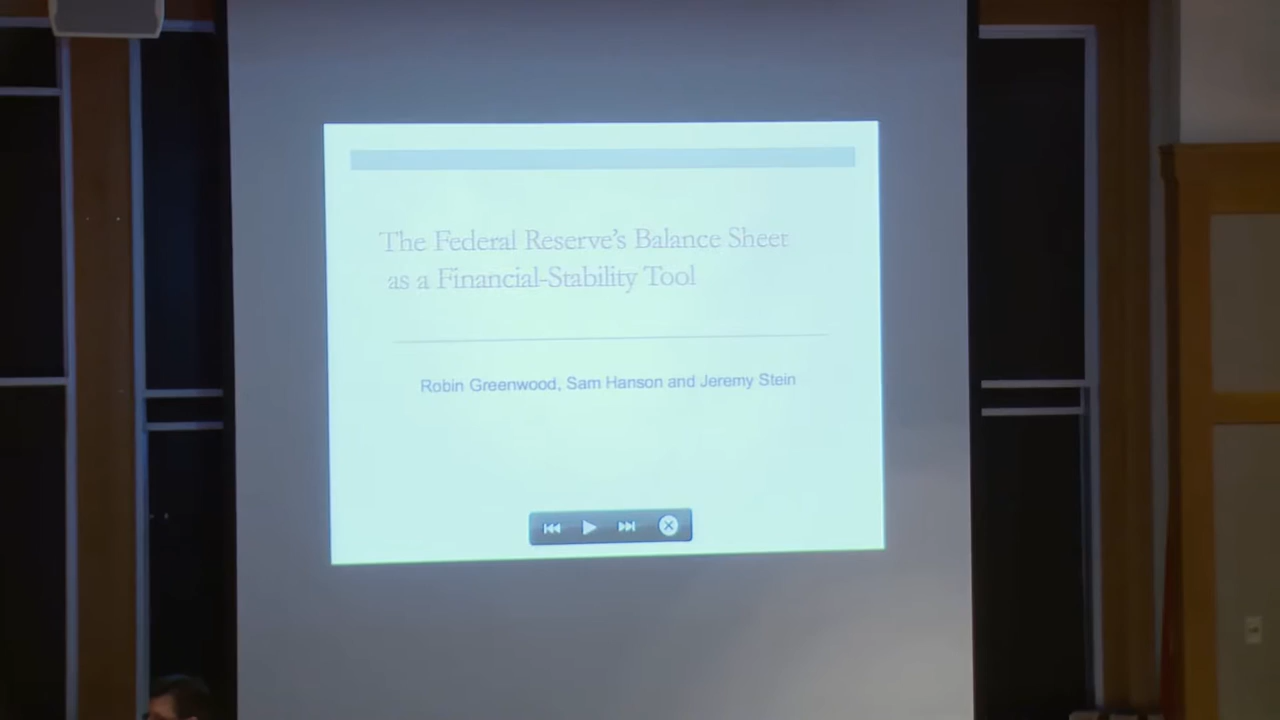 The Federal Reserve's Balance Sheet
as a Financial-Stability Tool
Robin Greenwood, Sam Hanson and Jeremy Stein